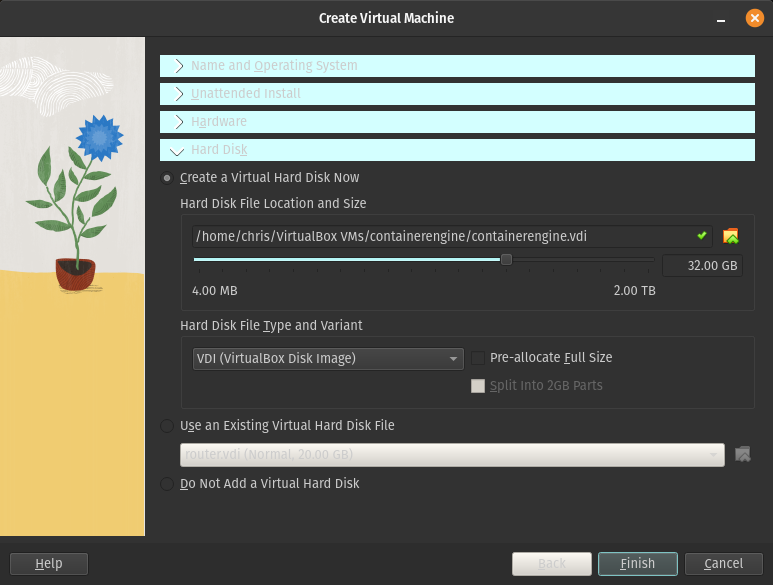 Create Virtual Machine
Name and Operating System
Unattended Install
Hardware
Hard Disk
Create a Virtual Hard Disk Now
Hard Disk File Location and Size
/home/chris/VirtualBox VMs/containerengine/containerengine.vdi
32.00 GB
4.00 MB 2.00 TB
Hard Disk File Type and Variant
VDI (VirtualBox Disk Image) Pre-allocate Full Size
Split Into 2GB Parts
Use an Existing Virtual Hard Disk File
router.vdi (Normal, 20.00 GB)
Do Not Add a Virtual Hard Disk
Help Back Finish Cancel